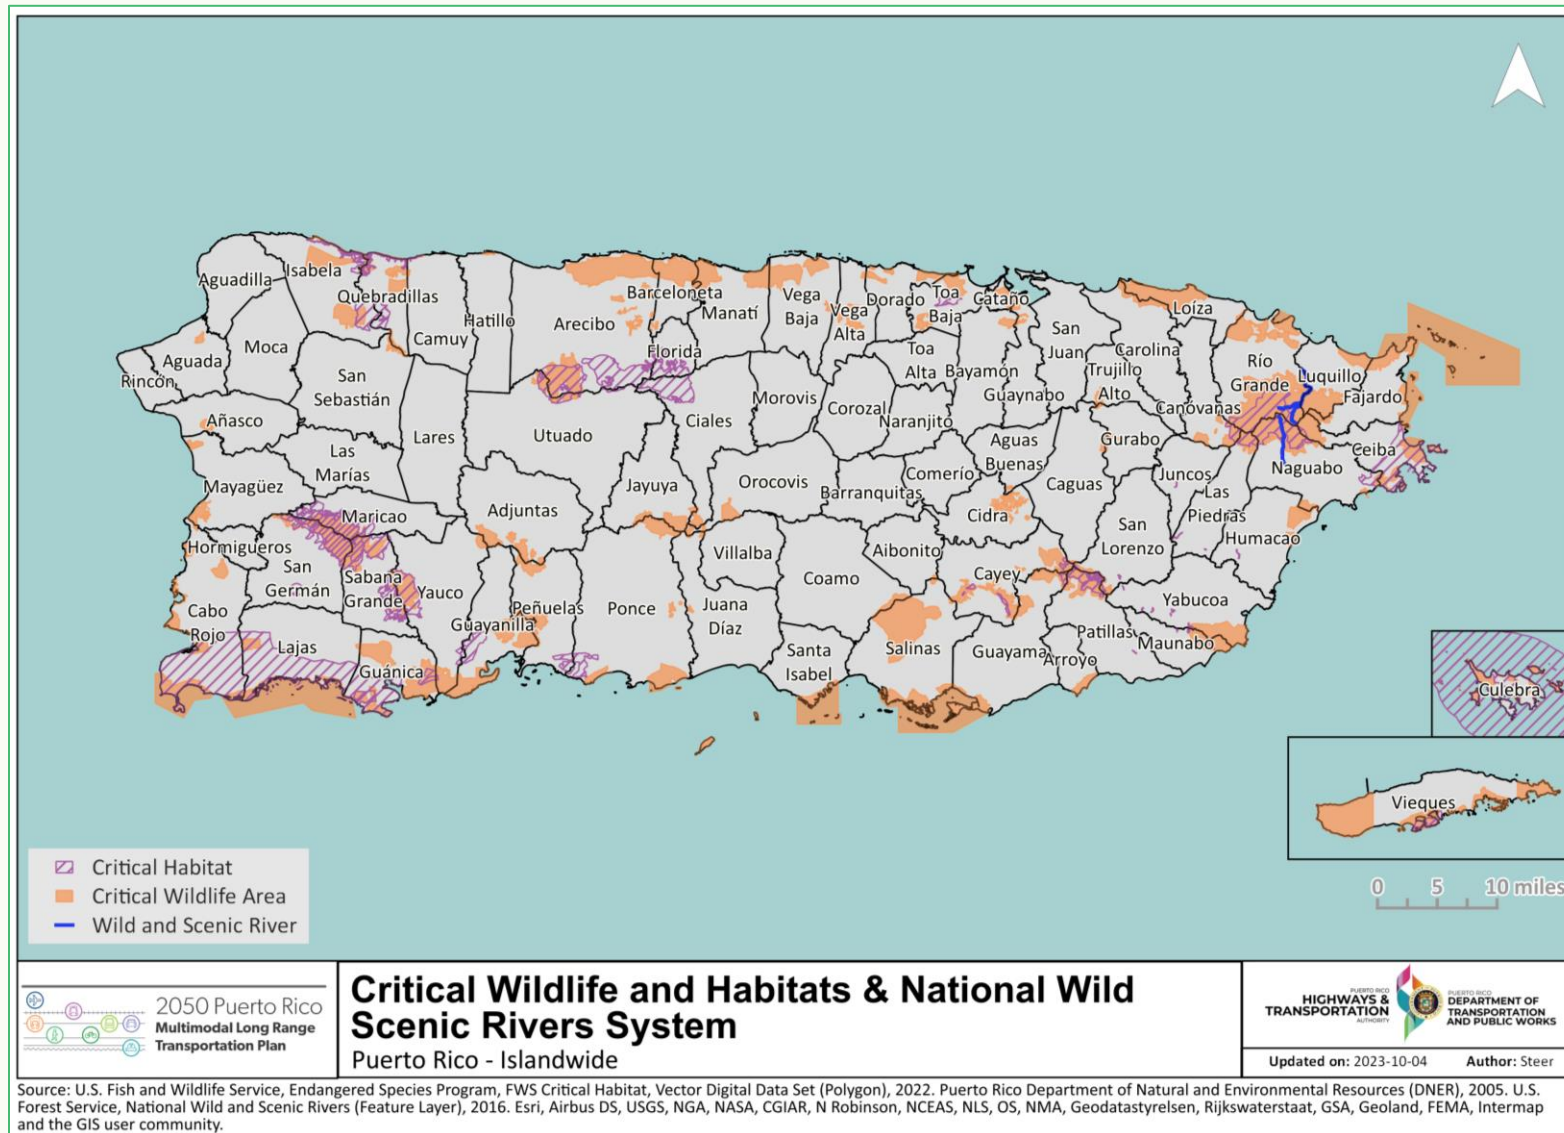 Isabela
Aguadilla
Quebradillas
Hatillo
Camuy
Arecibo
Barceloneta
Manatí
Vega
Baja
Vega
Alta
Dorado
Toa
Baja
Cataño
Loíza
Moca
Aguada
Rincón
San
Sebastián
Florida
Toa
Alta
Bayamón
San
Juan
Guaynabo
Carolina
Trujillo
Alto
Canóvanas
Río
Grande
Luquillo
Fajardo
Ceiba
Añasco
Las
Marías
Lares
Utuado
Ciales
Morovis
Corozal
Naranjito
Aguas
Buenas
Gurabo
Juncos
Naguabo
Mayagüez
Maricao
Adjuntas
Jayuya
Orocovis
Barranquitas
Comerío
Cidra
Caguas
San
Lorenzo
Las
Piedras
Humacao
Hormigueros
San
Germán
Sabana
Grande
Yauco
Guayanilla
Peñuelas
Ponce
Juana
Díaz
Villalba
Coamo
Aibonito
Cayey
Yabucoa
Cabo
Rojo
Lajas
Guánica
Santa
Isabel
Salinas
Guayama
Arroyo
Patillas
Maunabo
Culebra
Vieques
Critical Habitat
Critical Wildlife Area
Wild and Scenic River
0 5 10 miles
2050 Puerto Rico
Multimodal Long Range
Transportation Plan
Critical Wildlife and Habitats & National Wild
Scenic Rivers System
Puerto Rico - Islandwide
PUERTO RICO
HIGHWAYS &
TRANSPORTATION
AUTHORITY
PUERTO RICO
DEPARTMENT OF
TRANSPORTATION
AND PUBLIC WORKS
Updated on: 2023-10-04 Author: Steer
Source: U.S. Fish and Wildlife Service, Endangered Species Program, FWS Critical Habitat, Vector Digital Data Set (Polygon), 2022. Puerto Rico Department of Natural and Environmental Resources (DNER), 2005. U.S.
Forest Service, National Wild and Scenic Rivers (Feature Layer), 2016. Esri, Airbus DS, USGS, NGA, NASA, CGIAR, N Robinson, NCEAS, NLS, OS, NMA, Geodatastyrelsen, Rijkswaterstaat, GSA, Geoland, FEMA, Intermap
and the GIS user community.